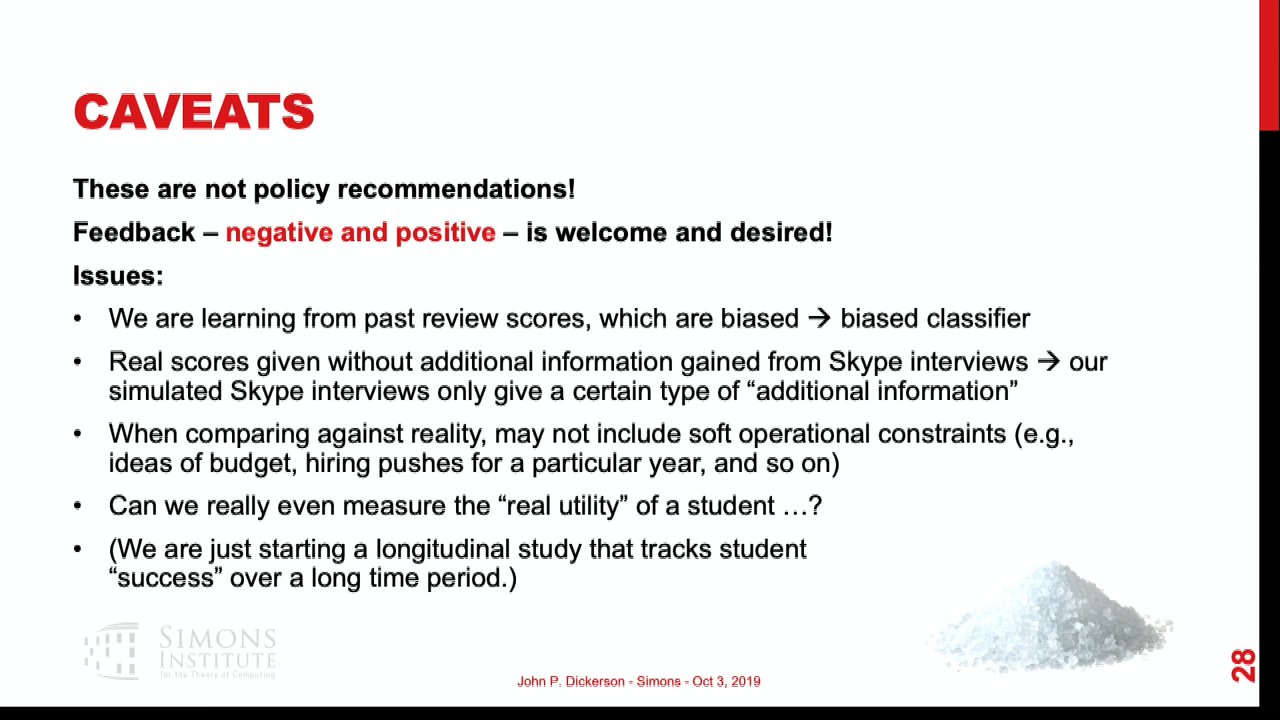 CAVEATS
These are not policy recommendations!
Feedback – negative and positive – is welcome and desired!
Issues:
• We are learning from past review scores, which are biased → biased classifier
• Real scores given without additional information gained from Skype interviews → our
simulated Skype interviews only give a certain type of “additional information”
• When comparing against reality, may not include soft operational constraints (e.g.,
ideas of budget, hiring pushes for a particular year, and so on)
• Can we really even measure the “real utility” of a student …?
• (We are just starting a longitudinal study that tracks student
“success” over a long time period.)
SIMONS
INSTITUTE
for the Theory of Computing
John P. Dickerson - Simons - Oct 3, 2019
28